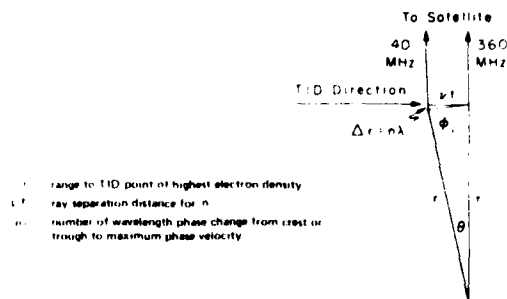 To Satellite
40 MHz
360 MHz
TID Direction
Δr = nλ
ϕ
r
r
θ
range to TID point of highest electron density
ray separation distance for n
number of wavelength phase change from crest or
trough to maximum phase velocity